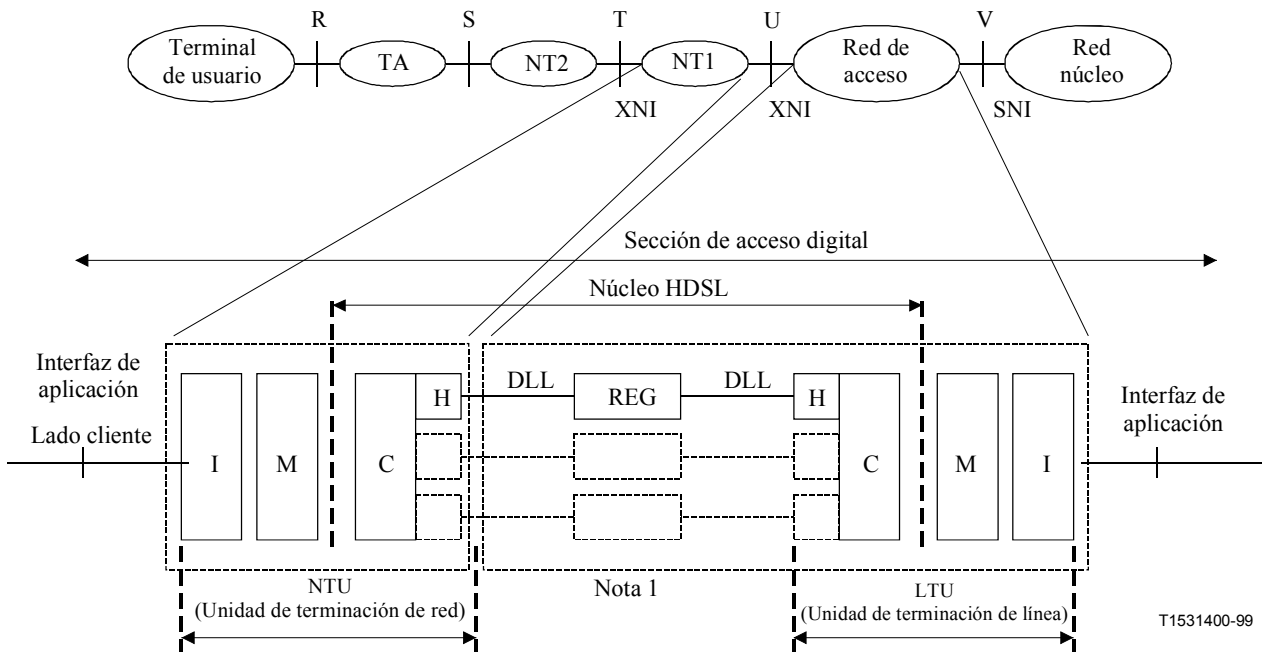 R S T U V
Terminal
de usuario
TA
NT2
NT1
Red de
acceso
Red
núcleo
XNI XNI SNI
Sección de acceso digital
Núcleo HDSL
Interfaz de
aplicación
Lado cliente
I M C H DLL REG DLL H C M I
Interfaz de
aplicación
NTU
(Unidad de terminación de red)
Nota 1
LTU
(Unidad de terminación de línea)
T1531400-99